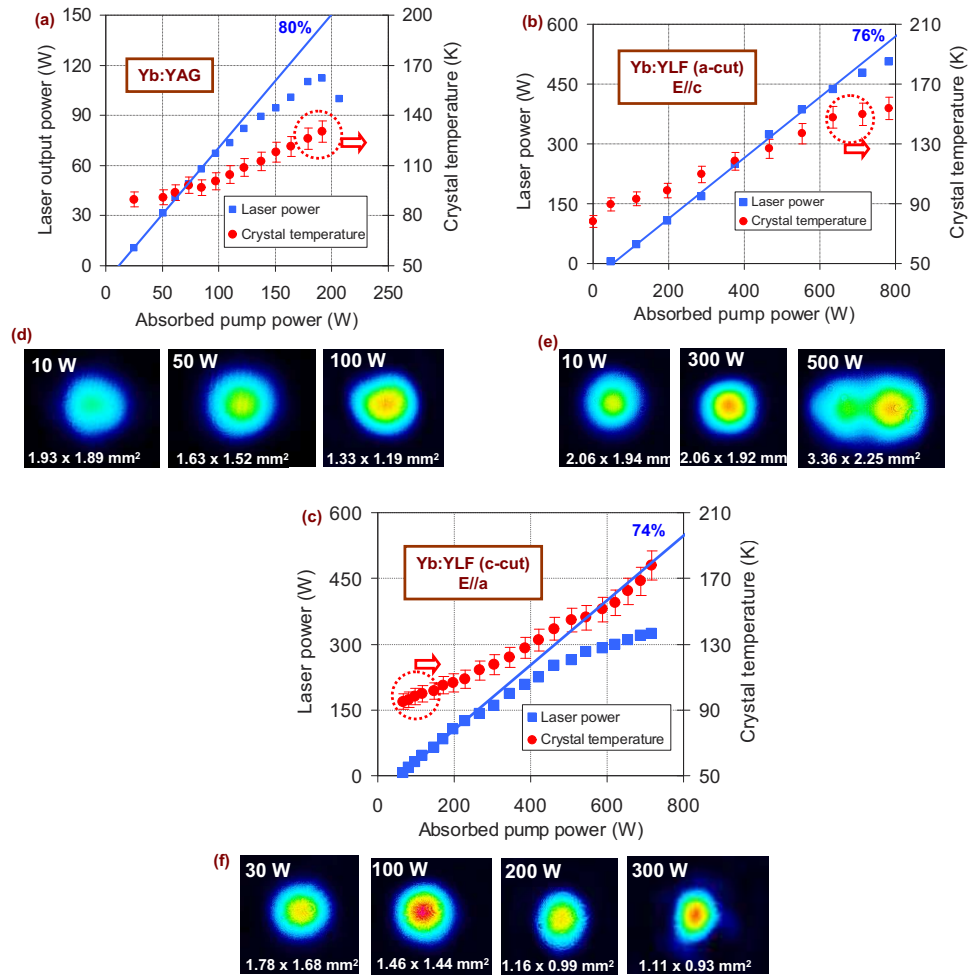 (a)
Yb:YAG
80%
Laser output power (W)
150
120
90
60
30
0
Crystal temperature (K)
200
170
140
110
80
50
Laser power
Crystal temperature
0 50 100 150 200 250
Absorbed pump power (W)
(b)
Yb:YLF (a-cut)
E//c
76%
Laser power (W)
600
450
300
150
0
Crystal temperature (K)
210
170
130
90
50
Laser power
Crystal temperature
0 200 400 600 800
Absorbed pump power (W)
(d)
10 W
1.93 x 1.89 mm²
50 W
1.63 x 1.52 mm²
100 W
1.33 x 1.19 mm²
(e)
10 W
2.06 x 1.94 mm
300 W
2.06 x 1.92 mm
500 W
3.36 x 2.25 mm²
(c)
Yb:YLF (c-cut)
E//a
74%
Laser power (W)
600
450
300
150
0
Crystal temperature (K)
210
170
130
90
50
Laser power
Crystal temperature
0 200 400 600 800
Absorbed pump power (W)
(f)
30 W
1.78 x 1.68 mm²
100 W
1.46 x 1.44 mm²
200 W
1.16 x 0.99 mm²
300 W
1.11 x 0.93 mm²